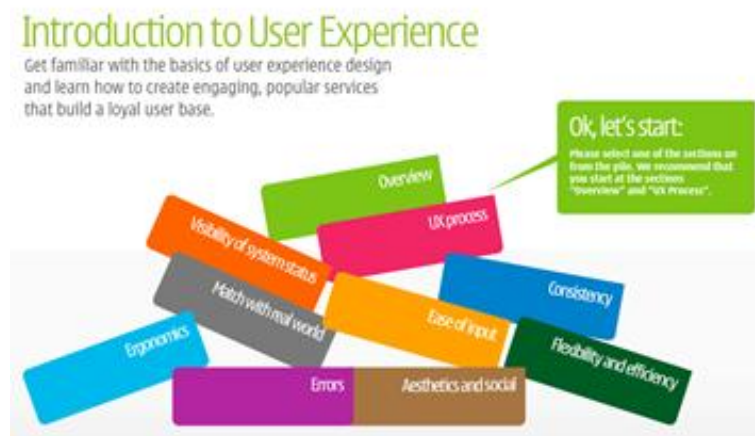 Introduction to User Experience
Get familiar with the basics of user experience design
and learn how to create engaging, popular services
that build a loyal user base.
Ok, let's start:
Please select one of the sections on
from the pile. We recommend that
you start at the sections
"Overview" and "UX Process".
Overview
UX process
Visibility of system status
Consistency
Match with real world
Ease of input
Ergonomics
Flexibility and efficiency
Errors
Aesthetics and social